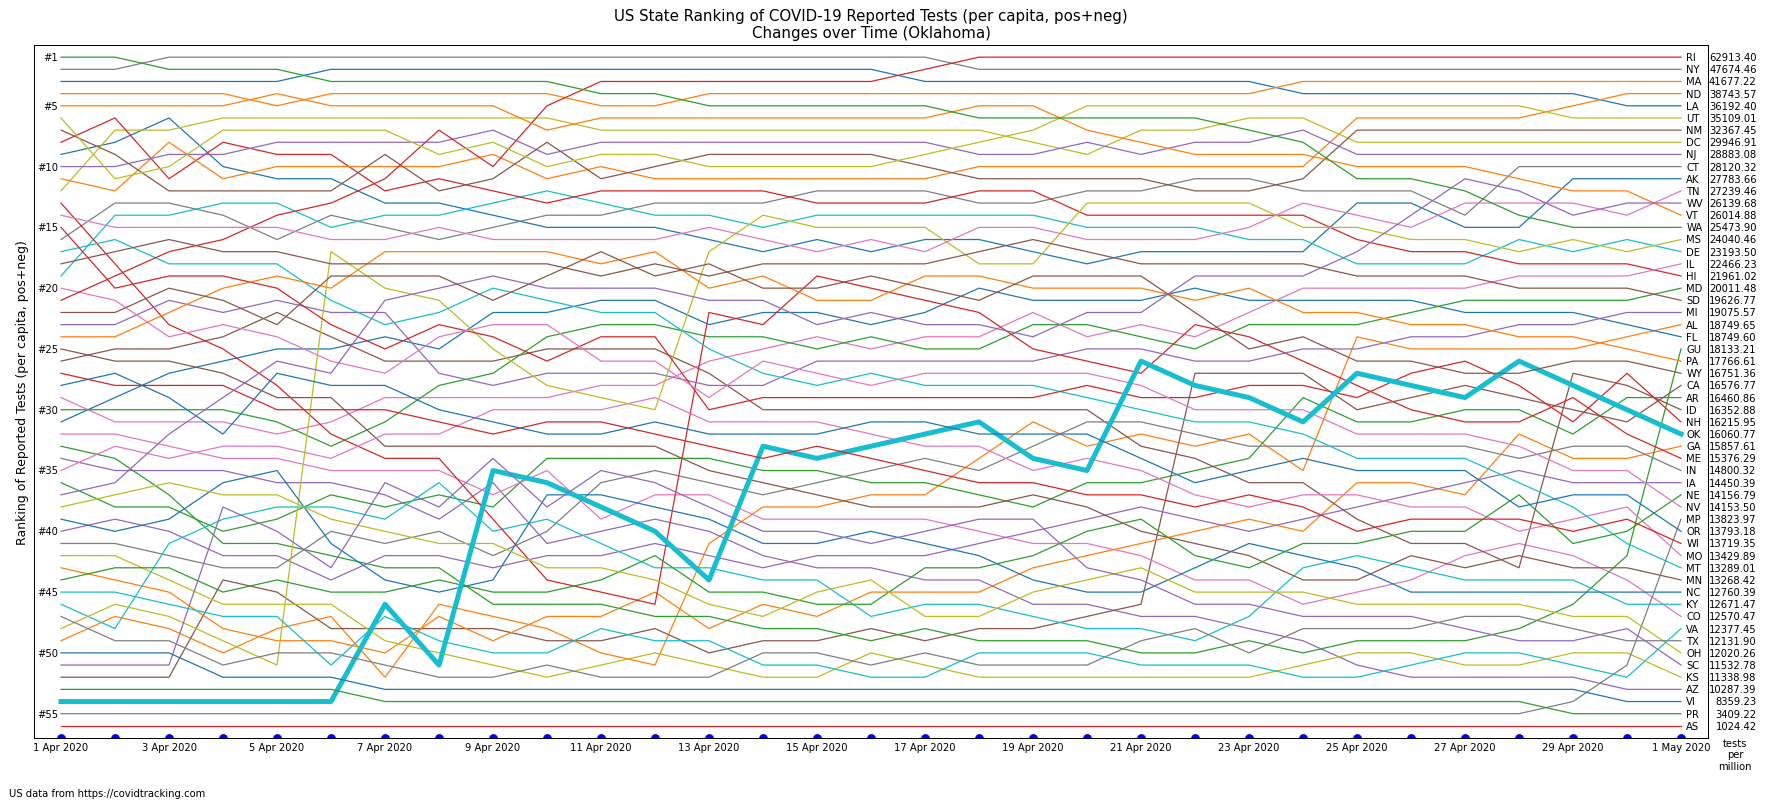 US State Ranking of COVID-19 Reported Tests (per capita, pos+neg)
Changes over Time (Oklahoma)
Ranking of Reported Tests (per capita, pos+neg)
#1
#5
#10
#15
#20
#25
#30
#35
#40
#45
#50
#55
RI 62913.40
NY 47674.46
MA 41677.22
ND 38743.57
LA 36192.40
UT 35109.01
NM 32367.45
DC 29946.91
NJ 28883.08
CT 28120.32
AK 27783.66
TN 27239.46
WV 26139.68
VT 26014.88
WA 25473.90
MS 24040.46
DE 23193.50
IL 22466.23
HI 21961.02
MD 20011.48
SD 19626.77
MI 19075.57
AL 18749.65
FL 18749.60
GU 18133.21
PA 17766.61
WY 16751.36
CA 16576.77
AR 16460.86
ID 16352.88
NH 16215.95
OK 16060.77
GA 15857.61
ME 15376.29
IN 14800.32
IA 14450.39
NE 14156.79
NV 14153.50
MP 13823.97
OR 13793.18
WI 13719.35
MO 13429.89
MT 13289.01
MN 13268.42
NC 12760.39
KY 12671.47
CO 12570.47
VA 12377.45
TX 12131.90
OH 12020.26
SC 11532.78
KS 11338.98
AZ 10287.39
VI 8359.23
PR 3409.22
AS 1024.42
1 Apr 2020 3 Apr 2020 5 Apr 2020 7 Apr 2020 9 Apr 2020 11 Apr 2020 13 Apr 2020 15 Apr 2020 17 Apr 2020 19 Apr 2020 21 Apr 2020 23 Apr 2020 25 Apr 2020 27 Apr 2020 29 Apr 2020 1 May 2020
tests
per
million
US data from https://covidtracking.com